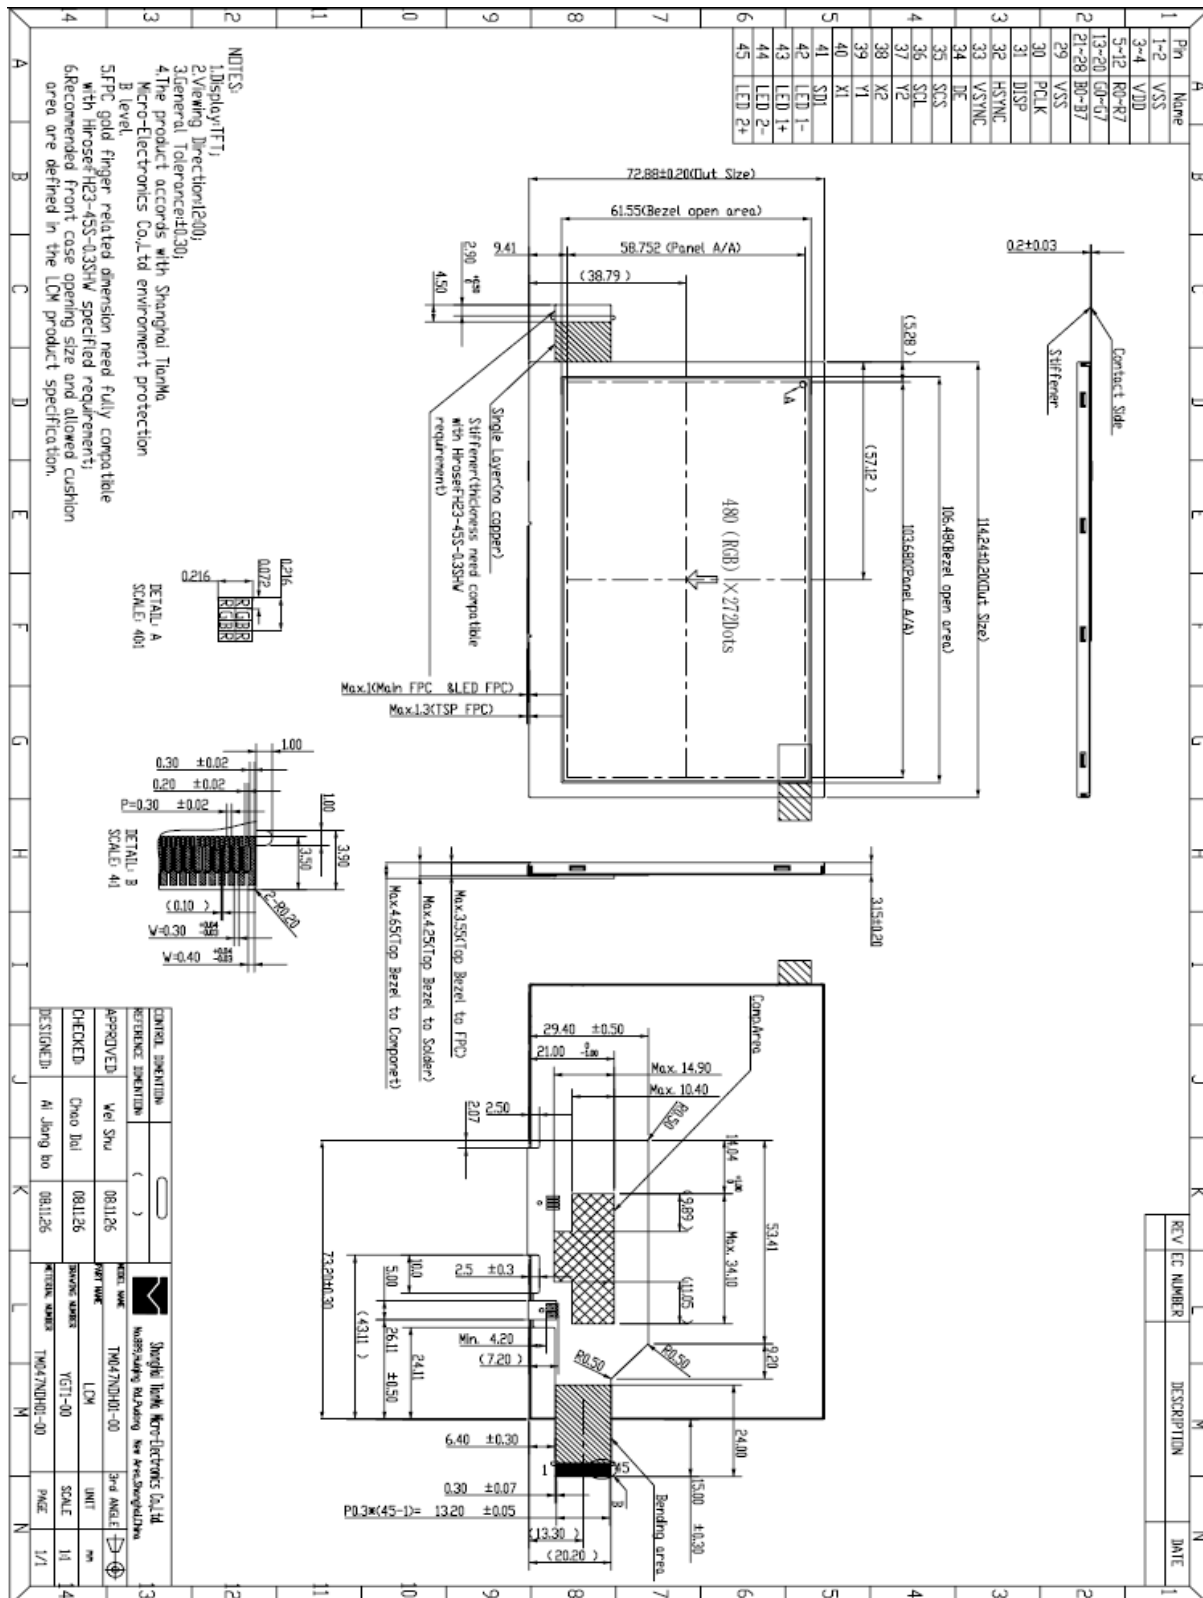 Pin Name
1~2 VSS
3~4 VDD
5~12 R0~R7
13~20 G0~G7
21~28 B0~B7
29 VSS
30 PCLK
31 DISP
32 HSYNC
33 VSYNC
34 DE
35 SCS
36 SCL
37 Y2
38 X2
39 Y1
40 X1
41 SDI
42 LED 1-
43 LED 1+
44 LED 2-
45 LED 2+
0.2±0.03
Contact Side
Stiffener
72.88±0.20(Out Size)
61.55(Bezel open area)
58.752 (Panel A/A)
(38.79 )
9.41
4.50
(5.28 )
(57.12 )
114.24±0.20(Out Size)
106.48(Bezel open area)
103.680(Panel A/A)
A
480 (RGB) X 272Dots
Single Layer(no copper)
Stiffener(thickness need compatible
with Hirose:FH23-45S-0.3SHW
requirement)
Max.1(Main FPC &LED FPC)
Max.1.3(TSP FPC)
3.15±0.20
Max.3.55(Top Bezel to FPC)
Max.4.25(Top Bezel to Solder)
Max.4.65(Top Bezel to Componet)
Comp.Area
29.40 ±0.50
21.00
Max. 14.90
Max. 10.40
2.50
2.07
R0.50
14.04
53.41
(9.89 )
Max. 34.10
(11.05 )
9.20
R0.50
R0.50
2.5 ±0.3
10.0
5.00
(43.11 )
73.20±0.30
26.11 ±0.50
24.11
Min. 4.20
(7.20 )
6.40 ±0.30
24.00
15.00 ±0.30
1
45
B
Bending area
0.30 ±0.07
P0.3*(45-1)= 13.20 ±0.05
(13.30 )
(20.20 )
NOTES:
1.Display:TFT;
2.Viewing Direction:12:00;
3.General Tolerance:±0.30;
4.The product accords with Shanghai TianMa
Micro-Electronics Co.,Ltd environment protection
B level.
5.FPC gold finger related dimension need fully compatible
with Hirose:FH23-45S-0.3SHW specified requirement;
6.Recommended front case opening size and allowed cushion
area are defined in the LCM product specification.
0.216
0.072
0.216
RGBR
RGBR
DETAIL: A
SCALE: 40:1
1.00
0.30 ±0.02
0.20 ±0.02
P=0.30 ±0.02
1.00
3.50
3.90
2-R0.20
(0.10 )
W=0.30
W=0.40
DETAIL: B
SCALE: 4:1
REV EC NUMBER DESCRIPTION DATE
CONTROL DIMENTION:
REFERENCE DIMENTION: ( )
APPROVED: Wei Shu 08.11.26
CHECKED: Chao Dai 08.11.26
DESIGNED: Ai Jiang bo 08.11.26
Shanghai TianMa Micro-Electronics Co.,Ltd
MODEL NAME TM047NDH01-00 3rd ANGLE
PART NAME LCM UNIT mm
DRAWING NUMBER YGT1-00 SCALE 1:1
METERIAL NUMBER TM047NDH01-00 PAGE 1/1